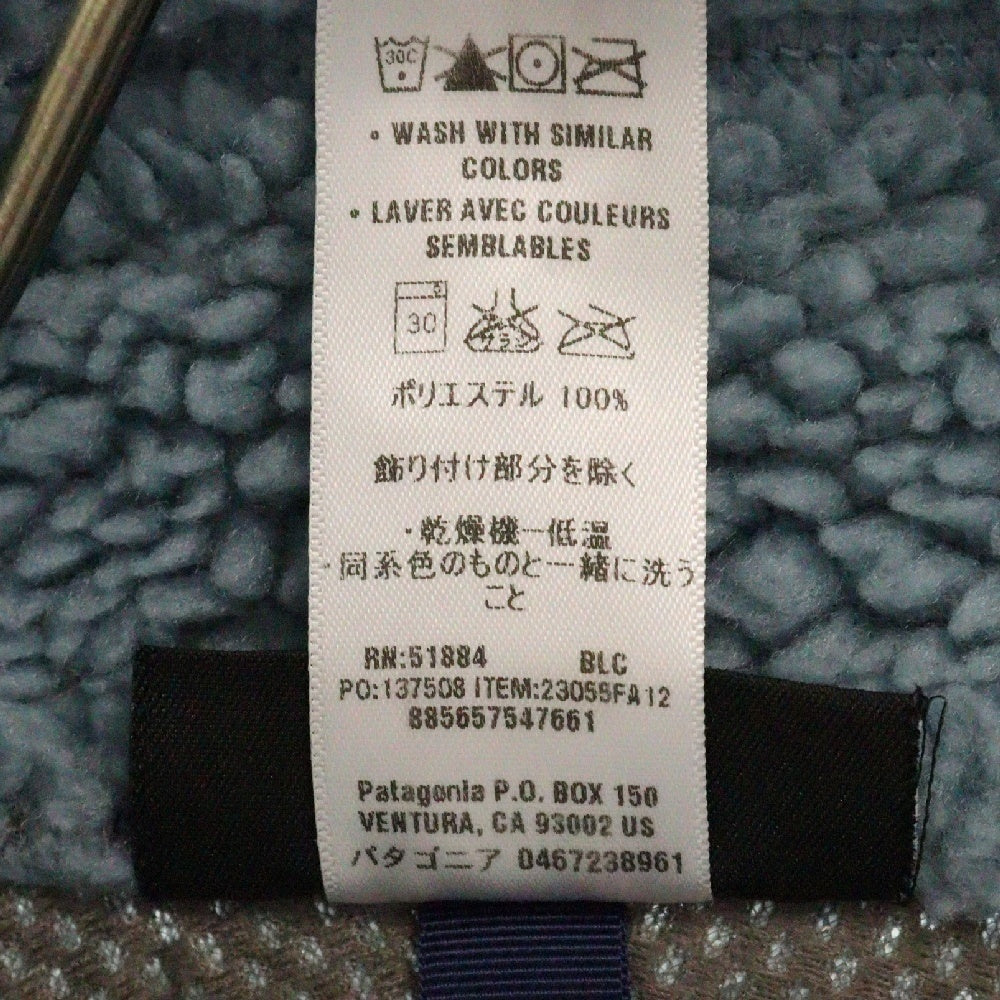 30C
• WASH WITH SIMILAR
COLORS
• LAVER AVEC COULEURS
SEMBLABLES
30
ポリエステル 100%
飾り付け部分を除く
・乾燥機ー低温
・同系色のものと一緒に洗う
こと
RN:51884 BLC
PO:137508 ITEM:23055FA12
885657547661
Patagonia P.O. BOX 150
VENTURA, CA 93002 US
パタゴニア 0467238961